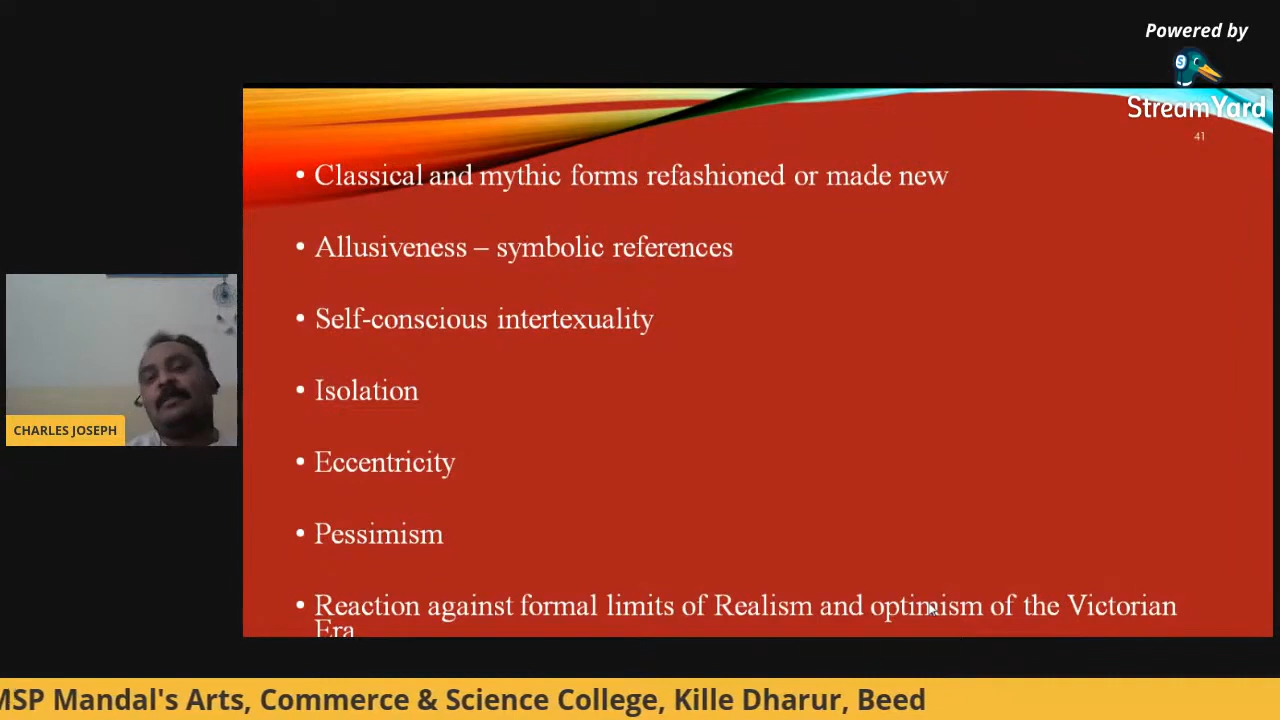 Powered by
StreamYard
41
• Classical and mythic forms refashioned or made new
• Allusiveness – symbolic references
• Self-conscious intertexuality
• Isolation
• Eccentricity
• Pessimism
• Reaction against formal limits of Realism and optimism of the Victorian
Era
CHARLES JOSEPH
MSP Mandal's Arts, Commerce & Science College, Kille Dharur, Beed